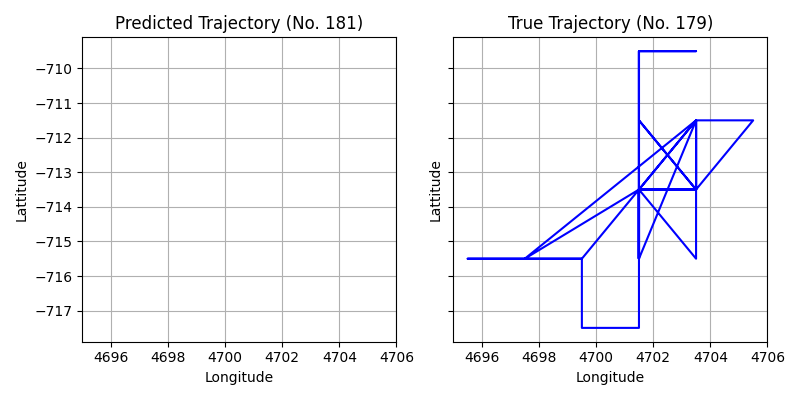 Predicted Trajectory (No. 181)
True Trajectory (No. 179)
−710
−711
−712
−713
−714
−715
−716
−717
Lattitude
Lattitude
4696 4698 4700 4702 4704 4706
4696 4698 4700 4702 4704 4706
Longitude
Longitude